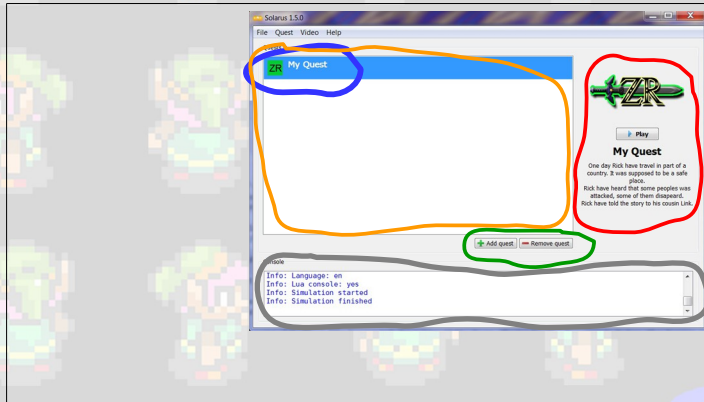 Solarus 1.5.0
File Quest Video Help
ZR My Quest
ZR
Play
My Quest
One day Rick have travel in part of a
country. It was supposed to be a safe
place.
Rick have heard that some peoples was
attacked, some of them disapeard.
Rick have told the story to his cousin Link.
Add quest Remove quest
Console
Info: Language: en
Info: Lua console: yes
Info: Simulation started
Info: Simulation finished